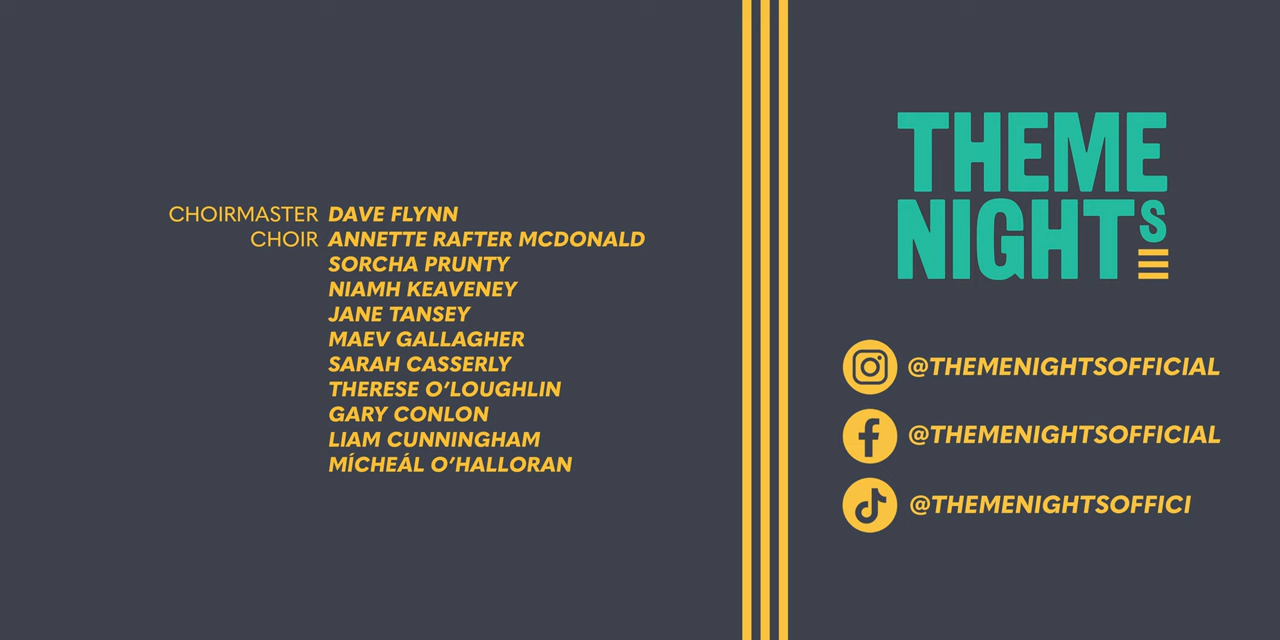 CHOIRMASTER DAVE FLYNN
CHOIR ANNETTE RAFTER MCDONALD
SORCHA PRUNTY
NIAMH KEAVENEY
JANE TANSEY
MAEV GALLAGHER
SARAH CASSERLY
THERESE O’LOUGHLIN
GARY CONLON
LIAM CUNNINGHAM
MÍCHEÁL O’HALLORAN
THEME
NIGHTS
@THEMENIGHTSOFFICIAL
@THEMENIGHTSOFFICIAL
@THEMENIGHTSOFFICI